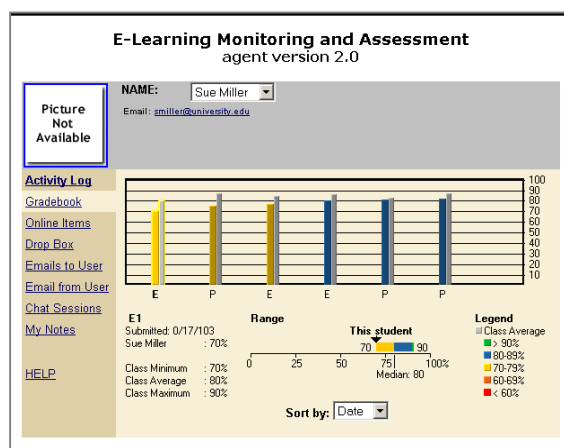 E-Learning Monitoring and Assessment
agent version 2.0
Picture
Not
Available
NAME: Sue Miller
Email: smiller@university.edu
Activity Log
Gradebook
Online Items
Drop Box
Emails to User
Email from User
Chat Sessions
My Notes
HELP
100
90
80
70
60
50
40
30
20
10
E P E E P P
E1
Submitted: 0/17/103
Sue Miller : 70%
Class Minimum : 70%
Class Average : 80%
Class Maximum : 90%
Range
This student
70 90
0 25 50 75 100%
Median: 80
Legend
Class Average
> 90%
80-89%
70-79%
60-69%
< 60%
Sort by: Date